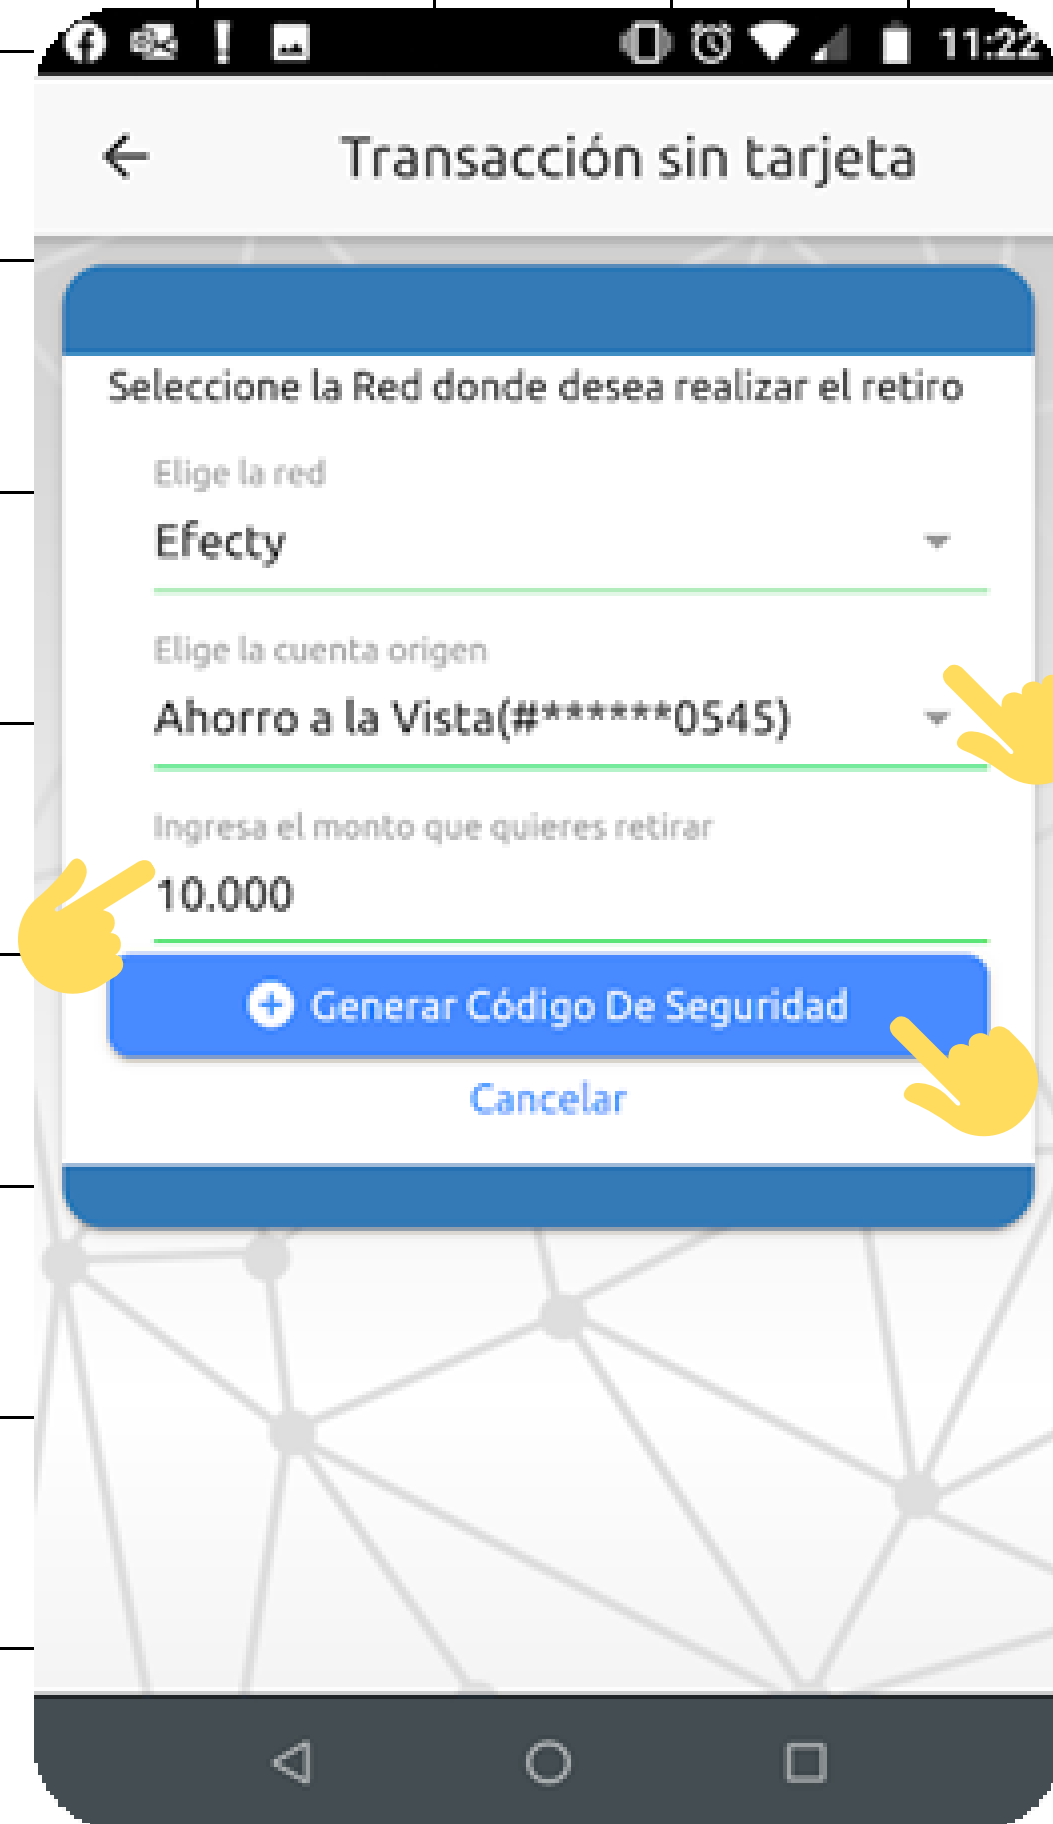 11:22
Transacción sin tarjeta
Seleccione la Red donde desea realizar el retiro
Elige la red
Efecty
Elige la cuenta origen
Ahorro a la Vista(#******0545)
Ingresa el monto que quieres retirar
10.000
Generar Código De Seguridad
Cancelar